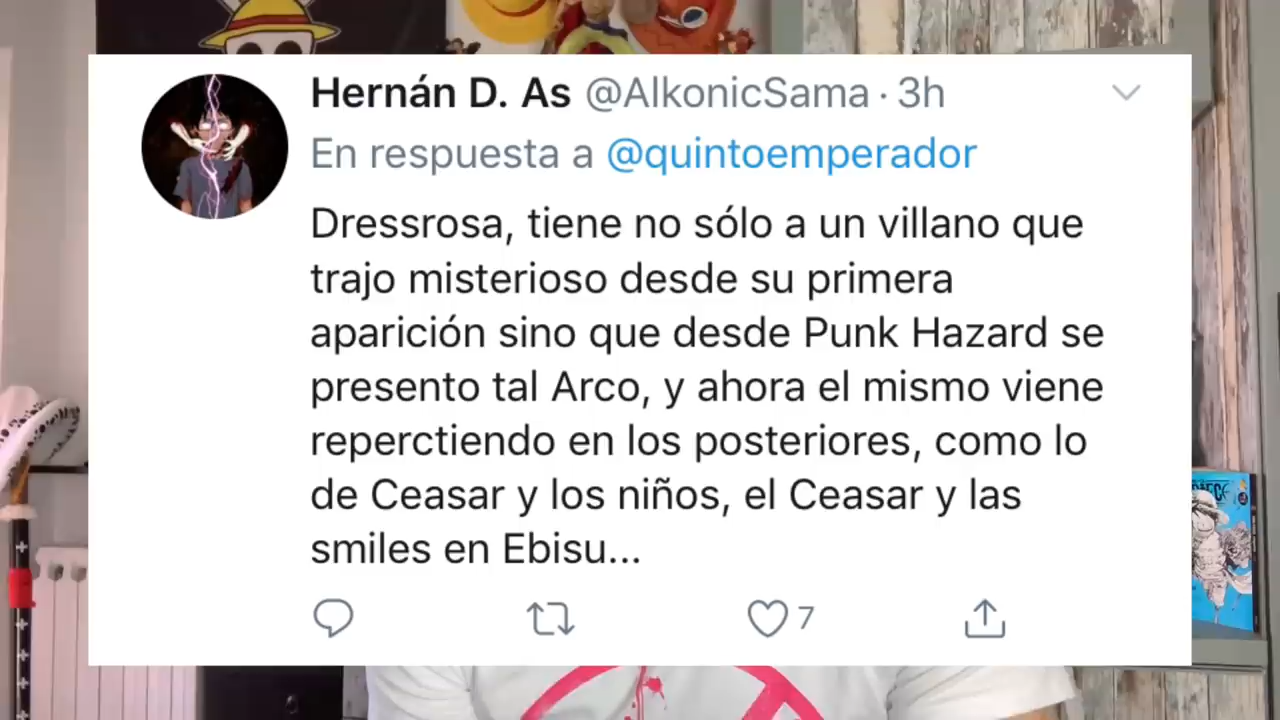 Hernán D. As @AlkonicSama · 3h
En respuesta a @quintoemperador
Dressrosa, tiene no sólo a un villano que
trajo misterioso desde su primera
aparición sino que desde Punk Hazard se
presento tal Arco, y ahora el mismo viene
reperctiendo en los posteriores, como lo
de Ceasar y los niños, el Ceasar y las
smiles en Ebisu...
7